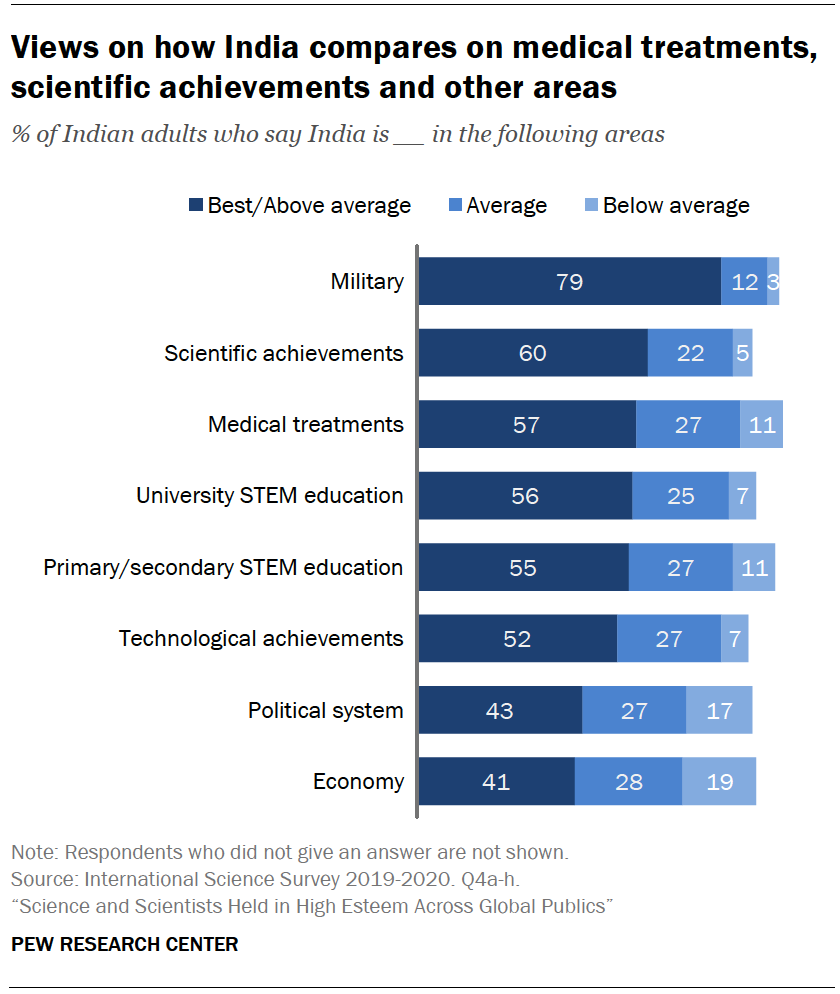 Views on how India compares on medical treatments,
scientific achievements and other areas
% of Indian adults who say India is __ in the following areas
Best/Above average Average Below average
Military 79 12 3
Scientific achievements 60 22 5
Medical treatments 57 27 11
University STEM education 56 25 7
Primary/secondary STEM education 55 27 11
Technological achievements 52 27 7
Political system 43 27 17
Economy 41 28 19
Note: Respondents who did not give an answer are not shown.
Source: International Science Survey 2019-2020. Q4a-h.
“Science and Scientists Held in High Esteem Across Global Publics”
PEW RESEARCH CENTER